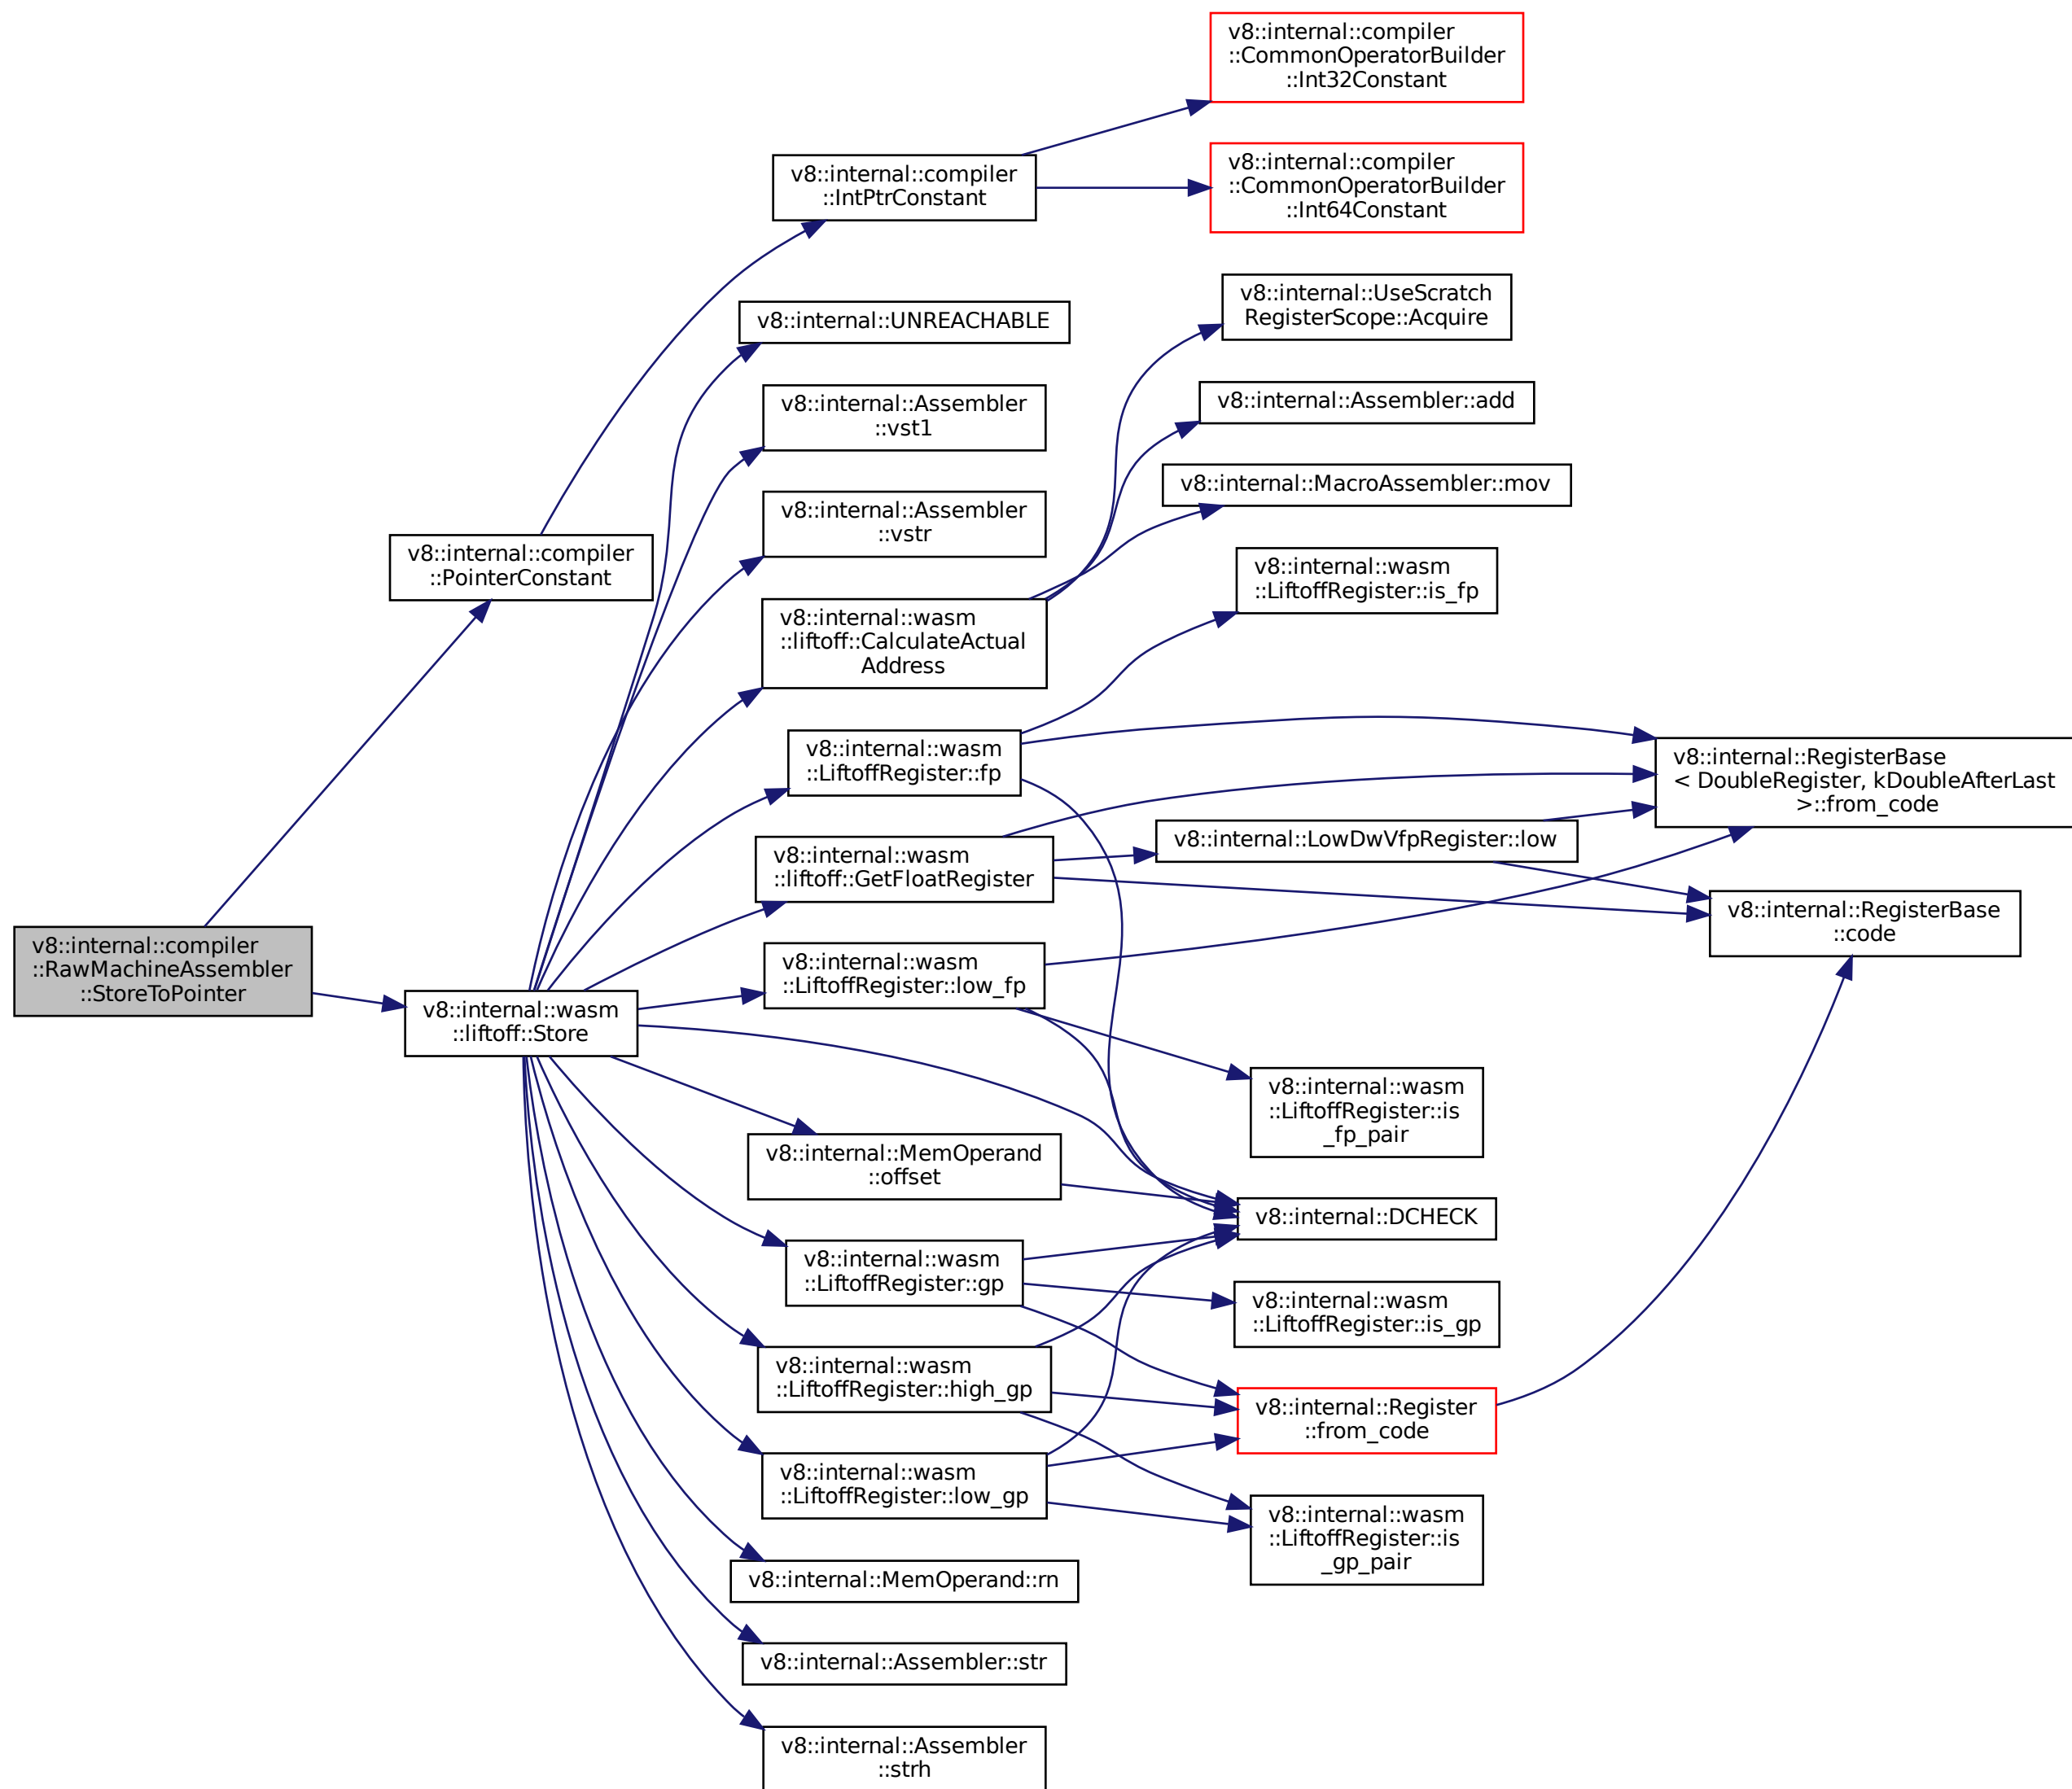 v8::internal::compiler
::CommonOperatorBuilder
::Int32Constant
v8::internal::compiler
::IntPtrConstant
v8::internal::compiler
::CommonOperatorBuilder
::Int64Constant
v8::internal::UNREACHABLE
v8::internal::UseScratch
RegisterScope::Acquire
v8::internal::Assembler
::vst1
v8::internal::Assembler::add
v8::internal::Assembler
::vstr
v8::internal::MacroAssembler::mov
v8::internal::compiler
::PointerConstant
v8::internal::wasm
::LiftoffRegister::is_fp
v8::internal::wasm
::liftoff::CalculateActual
Address
v8::internal::wasm
::LiftoffRegister::fp
v8::internal::RegisterBase
< DoubleRegister, kDoubleAfterLast
>::from_code
v8::internal::wasm
::liftoff::GetFloatRegister
v8::internal::LowDwVfpRegister::low
v8::internal::RegisterBase
::code
v8::internal::compiler
::RawMachineAssembler
::StoreToPointer
v8::internal::wasm
::LiftoffRegister::low_fp
v8::internal::wasm
::liftoff::Store
v8::internal::wasm
::LiftoffRegister::is
_fp_pair
v8::internal::MemOperand
::offset
v8::internal::DCHECK
v8::internal::wasm
::LiftoffRegister::gp
v8::internal::wasm
::LiftoffRegister::is_gp
v8::internal::wasm
::LiftoffRegister::high_gp
v8::internal::Register
::from_code
v8::internal::wasm
::LiftoffRegister::low_gp
v8::internal::wasm
::LiftoffRegister::is
_gp_pair
v8::internal::MemOperand::rn
v8::internal::Assembler::str
v8::internal::Assembler
::strh